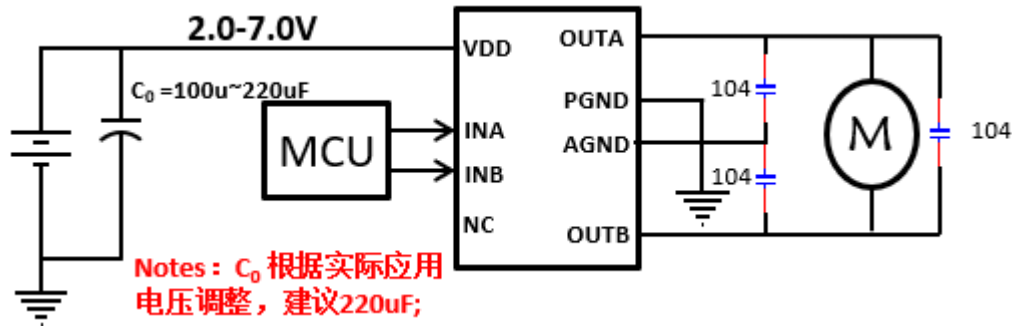 2.0-7.0V
C₀ =100u~220uF
VDD
OUTA
104
PGND
MCU
INA
AGND
M
104
INB
104
NC
OUTB
Notes：C₀ 根据实际应用
电压调整，建议220uF;